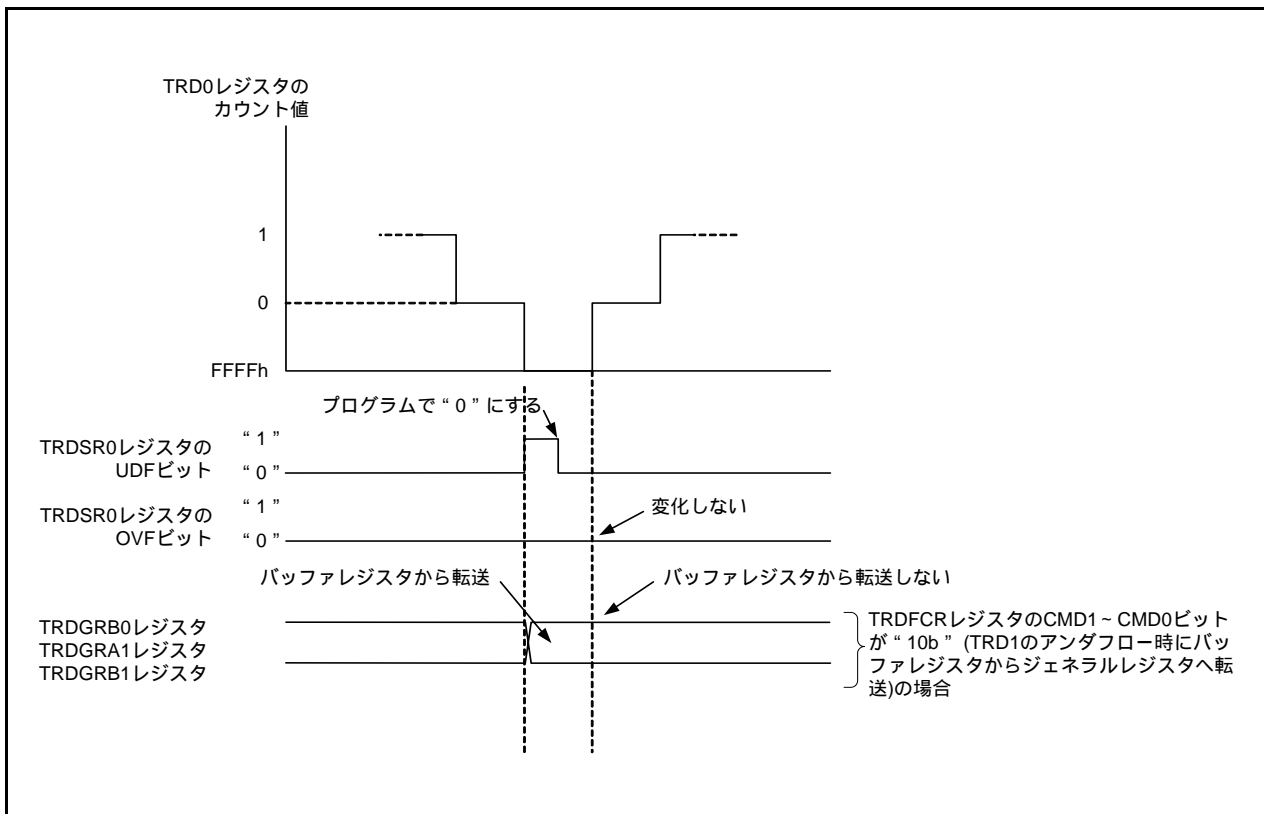 TRD0レジスタの
カウント値
1
0
FFFFh
プログラムで“0”にする
TRDSR0レジスタの
UDFビット
“1”
“0”
TRDSR0レジスタの
OVFビット
“1”
“0”
変化しない
バッファレジスタから転送
バッファレジスタから転送しない
TRDGRB0レジスタ
TRDGRA1レジスタ
TRDGRB1レジスタ
TRDFCRレジスタのCMD1~CMD0ビット
が“10b”(TRD1のアンダフロー時にバッ
ファレジスタからジェネラルレジスタへ転
送)の場合